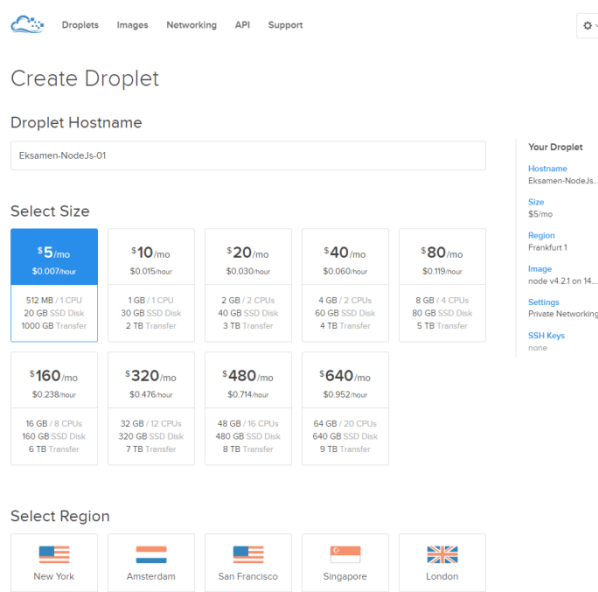 Droplets Images Networking API Support
Create Droplet
Droplet Hostname
Eksamen-NodeJs-01
Select Size
$5/mo
$0.007/hour
512 MB / 1 CPU
20 GB SSD Disk
1000 GB Transfer
$10/mo
$0.015/hour
1 GB / 1 CPU
30 GB SSD Disk
2 TB Transfer
$20/mo
$0.030/hour
2 GB / 2 CPUs
40 GB SSD Disk
3 TB Transfer
$40/mo
$0.060/hour
4 GB / 2 CPUs
60 GB SSD Disk
4 TB Transfer
$80/mo
$0.119/hour
8 GB / 4 CPUs
80 GB SSD Disk
5 TB Transfer
$160/mo
$0.238/hour
16 GB / 8 CPUs
160 GB SSD Disk
6 TB Transfer
$320/mo
$0.476/hour
32 GB / 12 CPUs
320 GB SSD Disk
7 TB Transfer
$480/mo
$0.714/hour
48 GB / 16 CPUs
480 GB SSD Disk
8 TB Transfer
$640/mo
$0.952/hour
64 GB / 20 CPUs
640 GB SSD Disk
9 TB Transfer
Select Region
New York
Amsterdam
San Francisco
Singapore
London
Your Droplet
Hostname
Eksamen-NodeJs...
Size
$5/mo
Region
Frankfurt 1
Image
node v4.2.1 on 14....
Settings
Private Networking
SSH Keys
none